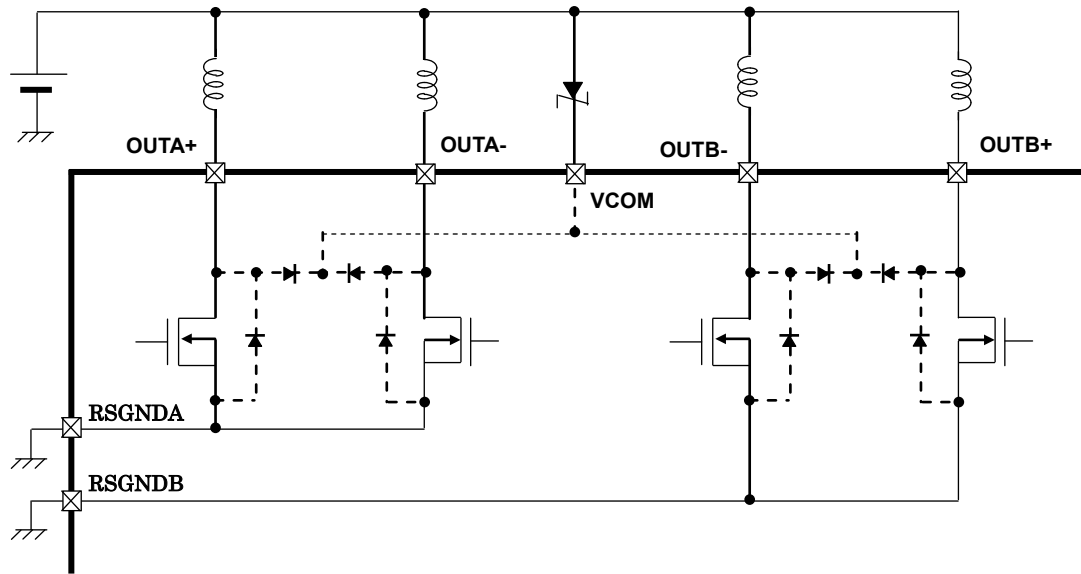 OUTA+
OUTA-
OUTB-
OUTB+
VCOM
RSGNDA
RSGNDB